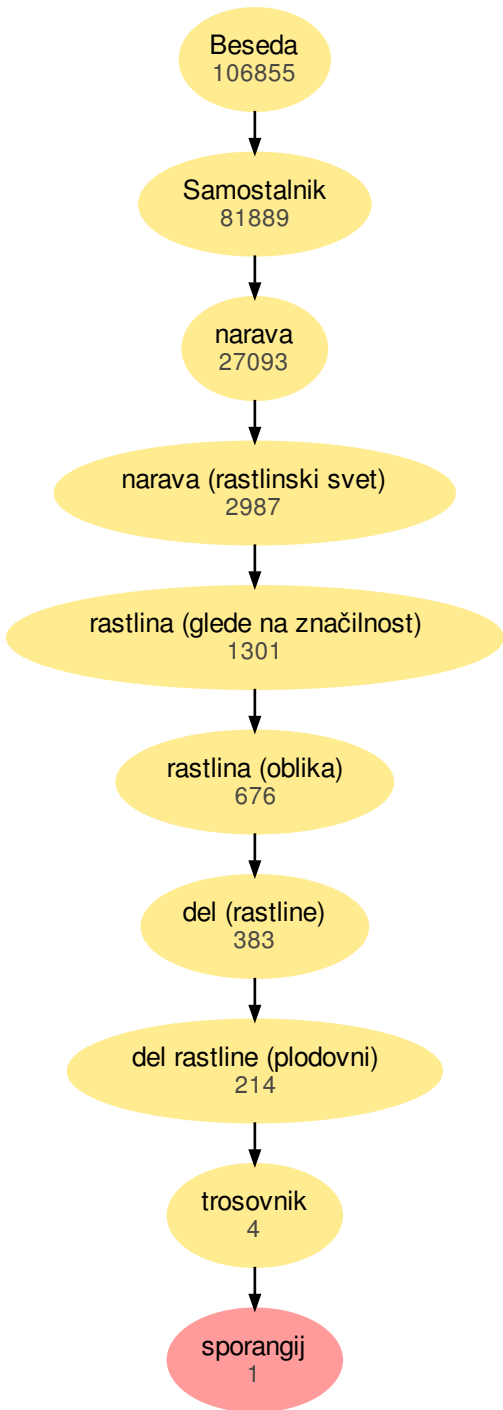 Beseda
106855
Samostalnik
81889
narava
27093
narava (rastlinski svet)
2987
rastlina (glede na značilnost)
1301
rastlina (oblika)
676
del (rastline)
383
del rastline (plodovni)
214
trosovnik
4
sporangij
1